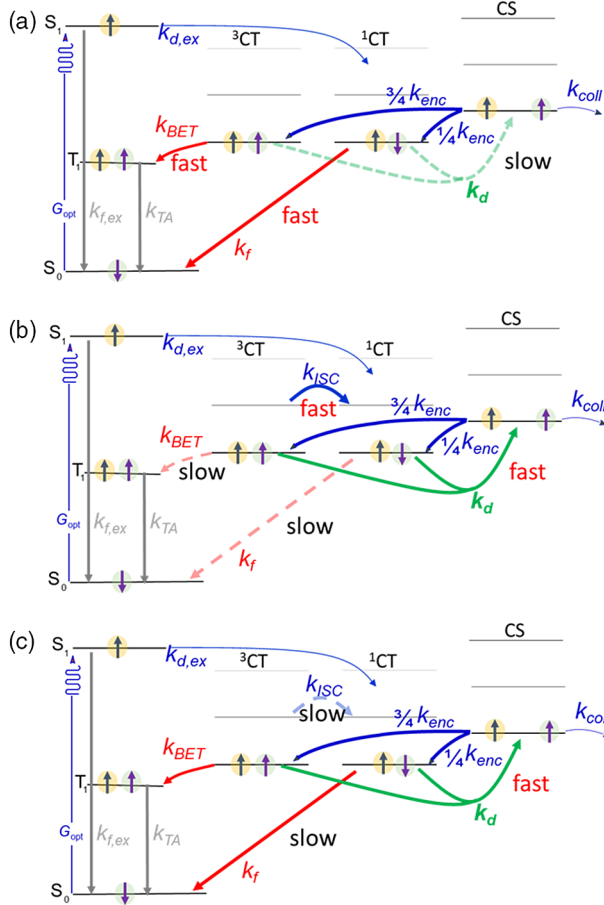 (a)
S1
kd,ex
3CT
1CT
CS
¾ kenc
kcoll
kBET
¼ kenc
T1
fast
slow
kd
Gopt
kf,ex
kTA
fast
kf
S0
(b)
S1
kd,ex
3CT
1CT
CS
kISC
fast
¾ kenc
kcoll
kBET
¼ kenc
T1
slow
fast
kd
Gopt
kf,ex
kTA
slow
kf
S0
(c)
S1
kd,ex
3CT
1CT
CS
kISC
slow
¾ kenc
kco
kBET
¼ kenc
T1
fast
kd
Gopt
kf,ex
kTA
slow
kf
S0